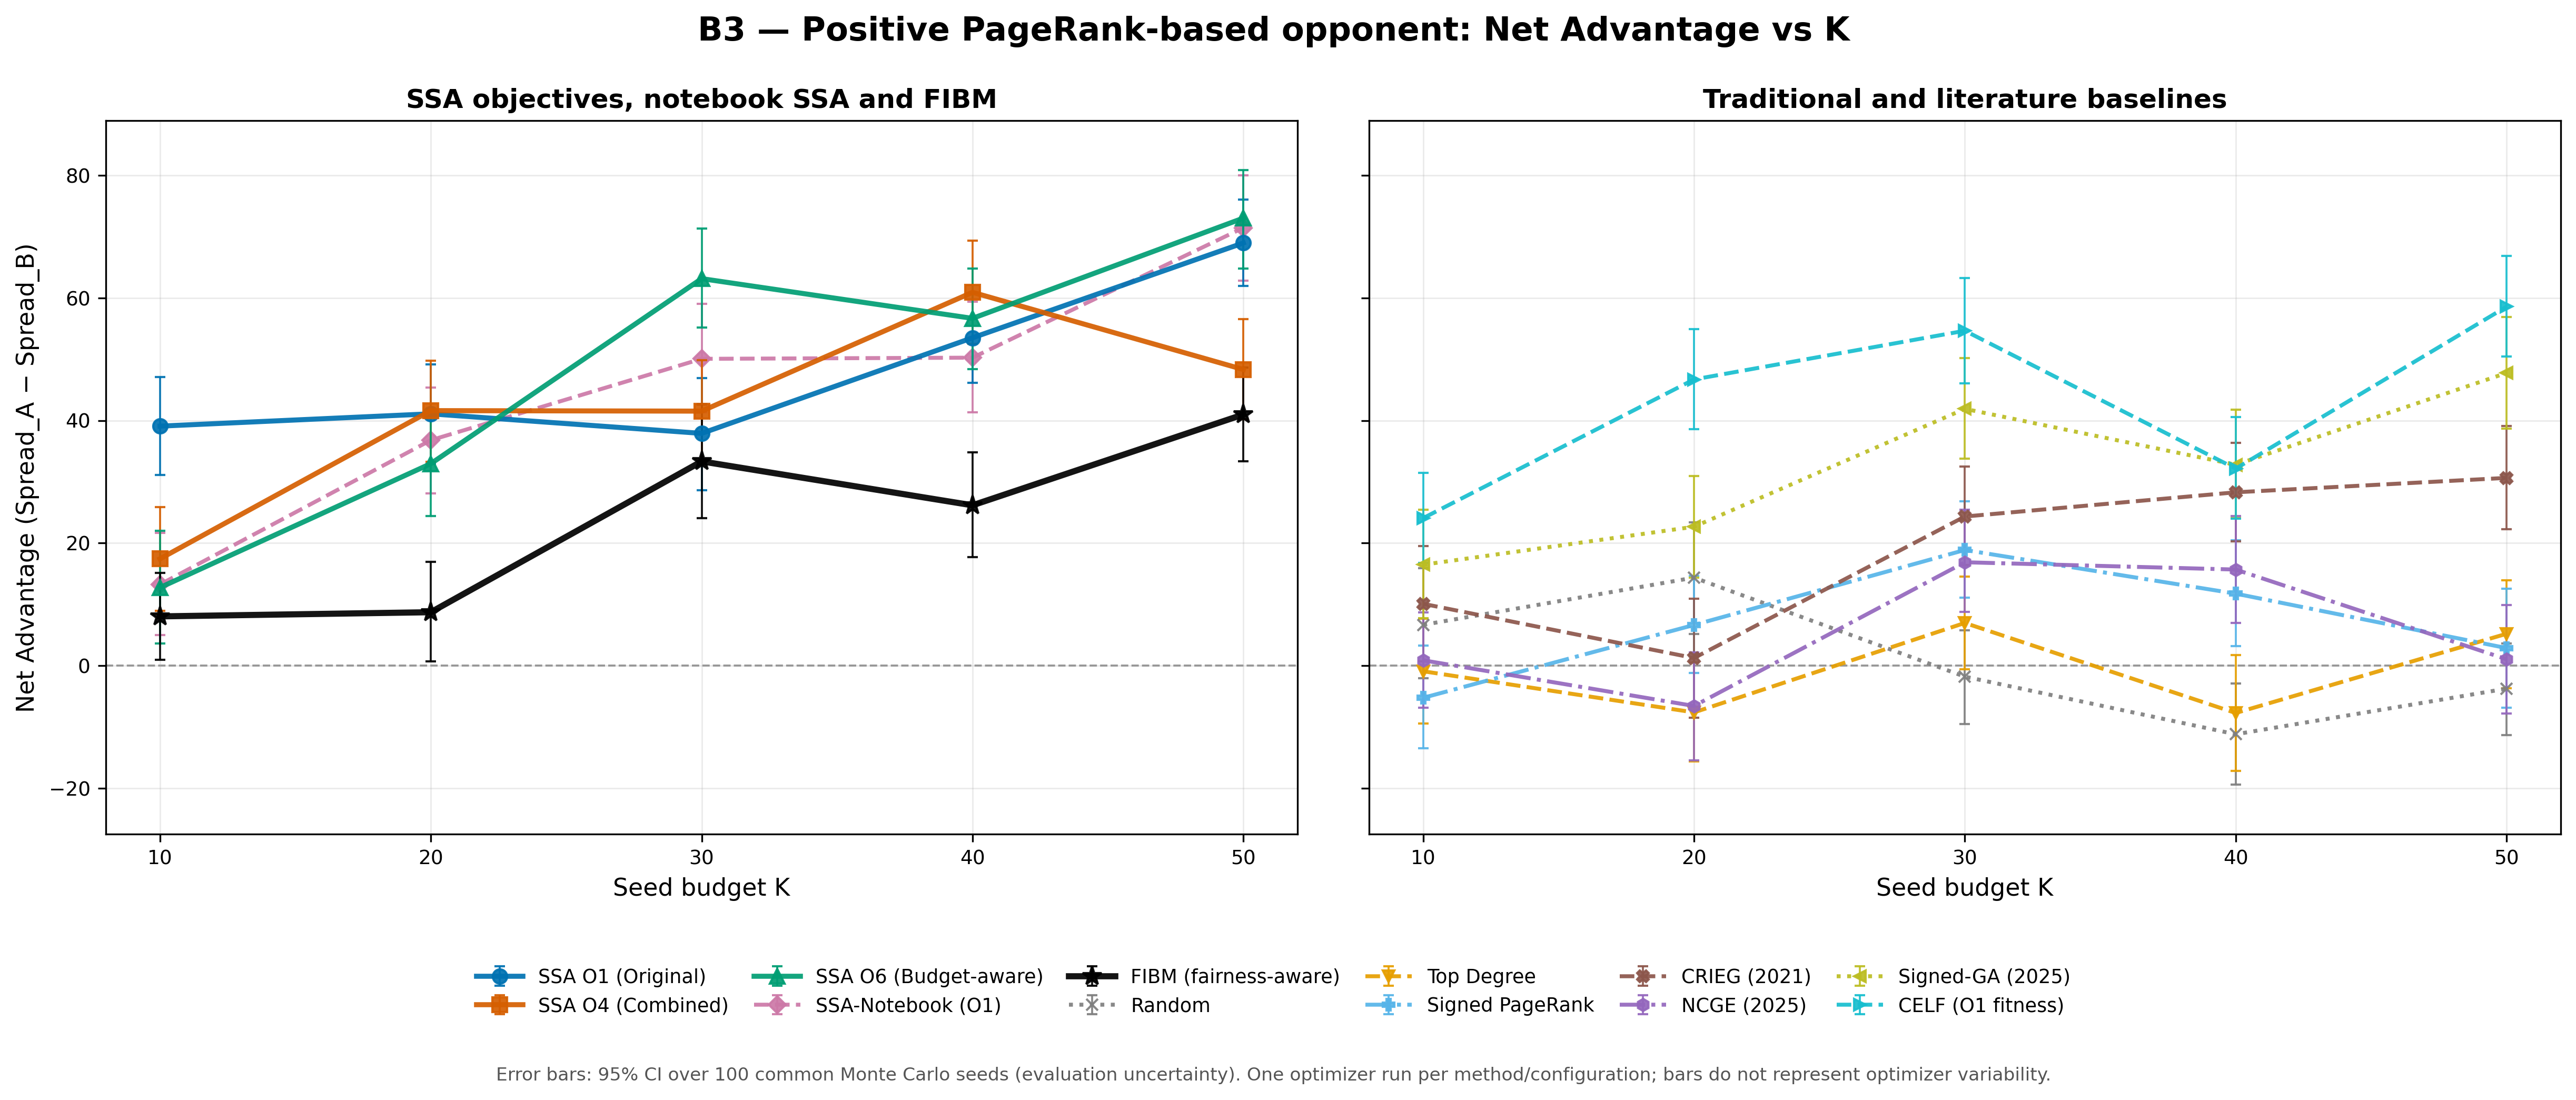 B3 — Positive PageRank-based opponent: Net Advantage vs K
SSA objectives, notebook SSA and FIBM
Traditional and literature baselines
Net Advantage (Spread_A − Spread_B)
80
60
40
20
0
−20
10 20 30 40 50
10 20 30 40 50
Seed budget K
Seed budget K
SSA O1 (Original)
SSA O4 (Combined)
SSA O6 (Budget-aware)
SSA-Notebook (O1)
FIBM (fairness-aware)
Random
Top Degree
Signed PageRank
CRIEG (2021)
NCGE (2025)
Signed-GA (2025)
CELF (O1 fitness)
Error bars: 95% CI over 100 common Monte Carlo seeds (evaluation uncertainty). One optimizer run per method/configuration; bars do not represent optimizer variability.